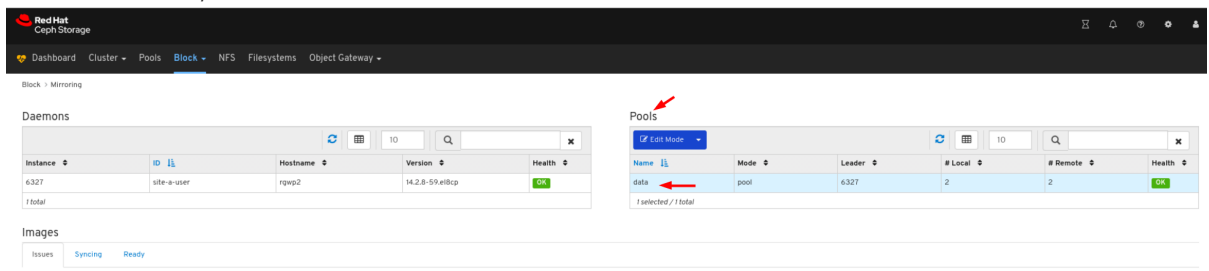 Red Hat
Ceph Storage
Dashboard Cluster Pools Block NFS Filesystems Object Gateway
Block > Mirroring
Daemons
10
Instance ID Hostname Version Health
6327 site-a-user rgwp2 14.2.8-59.el8cp OK
1 total
Pools
Edit Mode 10
Name Mode Leader # Local # Remote Health
data pool 6327 2 2 OK
1 selected / 1 total
Images
Issues Syncing Ready